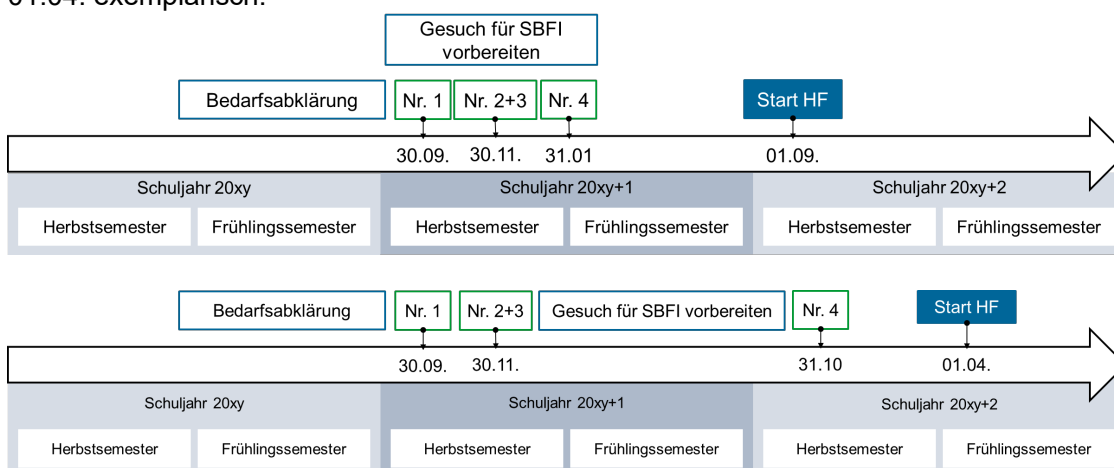 01.04. exemplarisch.
Gesuch für SBFI
vorbereiten
Bedarfsabklärung Nr. 1 Nr. 2+3 Nr. 4 Start HF
30.09. 30.11. 31.01 01.09.
Schuljahr 20xy Schuljahr 20xy+1 Schuljahr 20xy+2
Herbstsemester Frühlingssemester Herbstsemester Frühlingssemester Herbstsemester Frühlingssemester
Bedarfsabklärung Nr. 1 Nr. 2+3 Gesuch für SBFI vorbereiten Nr. 4 Start HF
30.09. 30.11. 31.10 01.04.
Schuljahr 20xy Schuljahr 20xy+1 Schuljahr 20xy+2
Herbstsemester Frühlingssemester Herbstsemester Frühlingssemester Herbstsemester Frühlingssemester